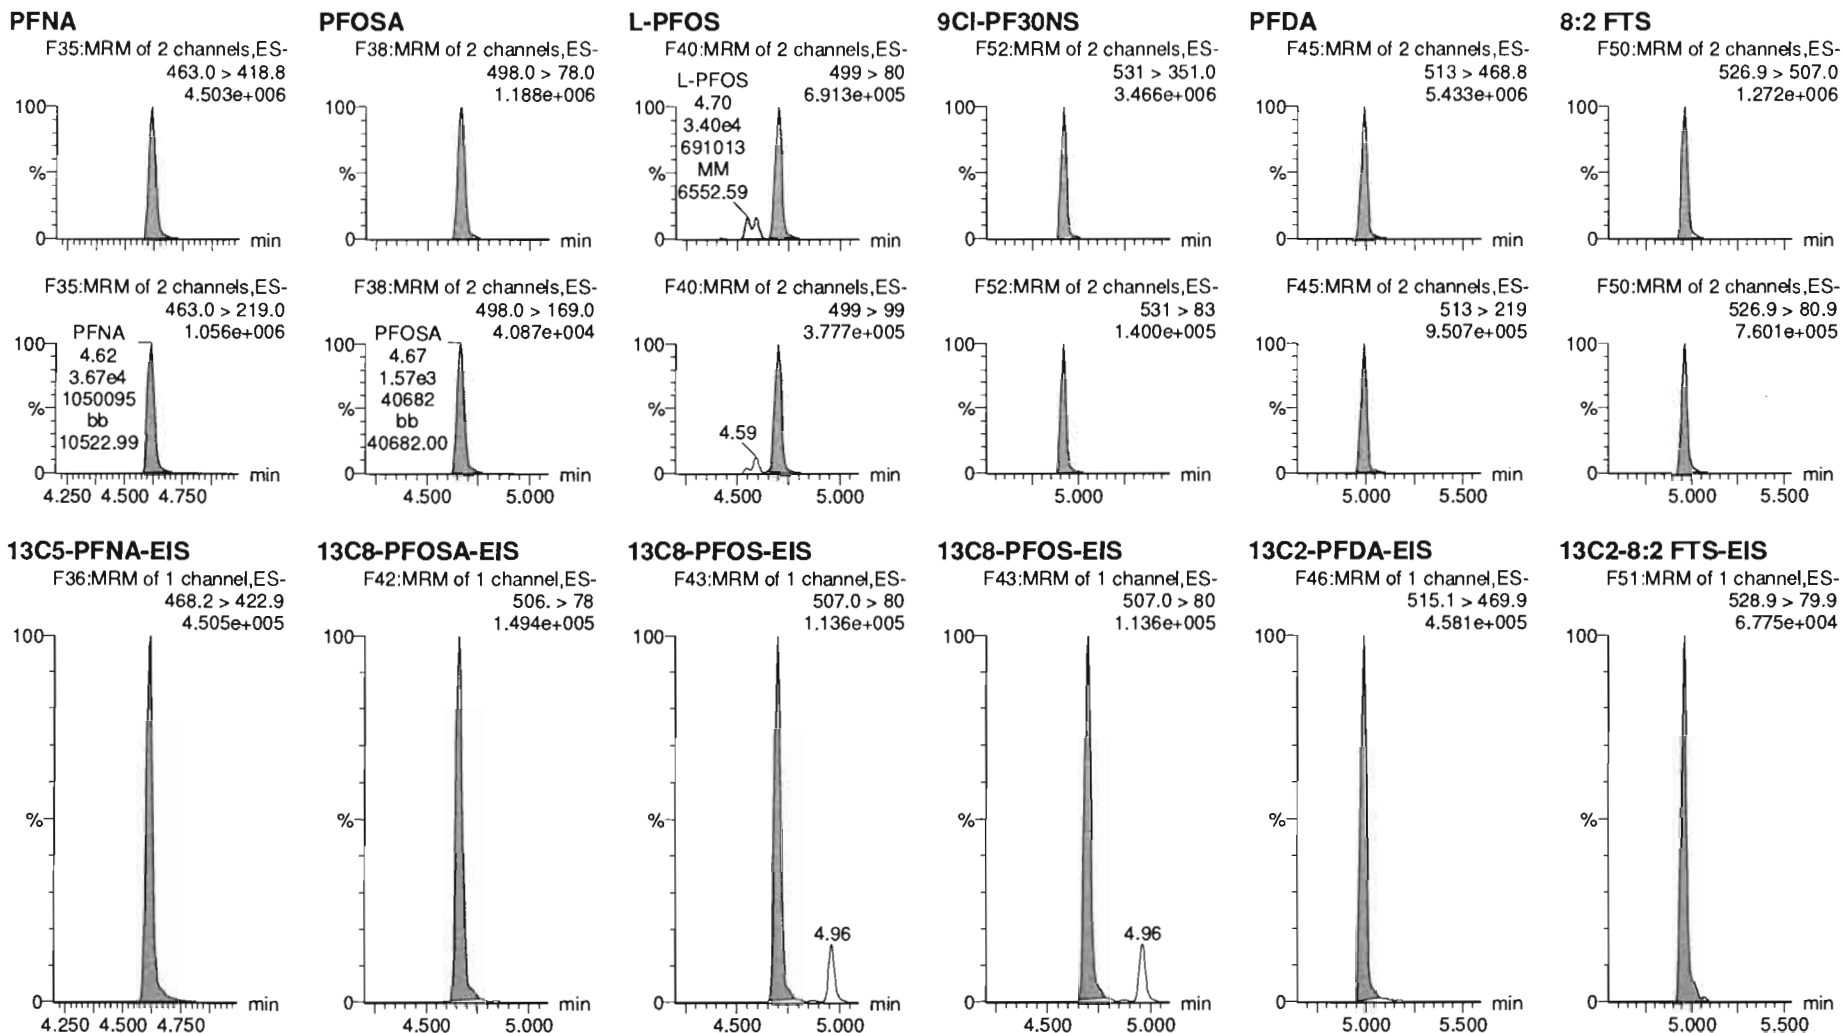 PFNA
F35:MRM of 2 channels,ES-
463.0 > 418.8
4.503e+006
100
%
0
min
PFOSA
F38:MRM of 2 channels,ES-
498.0 > 78.0
1.188e+006
100
%
0
min
L-PFOS
F40:MRM of 2 channels,ES-
499 > 80
6.913e+005
L-PFOS
4.70
3.40e4
691013
MM
6552.59
100
%
0
min
9Cl-PF30NS
F52:MRM of 2 channels,ES-
531 > 351.0
3.466e+006
100
%
0
min
PFDA
F45:MRM of 2 channels,ES-
513 > 468.8
5.433e+006
100
%
0
min
8:2 FTS
F50:MRM of 2 channels,ES-
526.9 > 507.0
1.272e+006
100
%
0
min
F35:MRM of 2 channels,ES-
463.0 > 219.0
1.056e+006
PFNA
4.62
3.67e4
1050095
bb
10522.99
100
%
0
min
4.250 4.500 4.750
F38:MRM of 2 channels,ES-
498.0 > 169.0
4.087e+004
PFOSA
4.67
1.57e3
40682
bb
40682.00
100
%
0
min
4.500 5.000
F40:MRM of 2 channels,ES-
499 > 99
3.777e+005
100
%
4.59
0
min
4.500 5.000
F52:MRM of 2 channels,ES-
531 > 83
1.400e+005
100
%
0
min
5.000
F45:MRM of 2 channels,ES-
513 > 219
9.507e+005
100
%
0
min
5.000 5.500
F50:MRM of 2 channels,ES-
526.9 > 80.9
7.601e+005
100
%
0
min
5.000 5.500
13C5-PFNA-EIS
F36:MRM of 1 channel,ES-
468.2 > 422.9
4.505e+005
100
%
0
min
4.250 4.500 4.750
13C8-PFOSA-EIS
F42:MRM of 1 channel,ES-
506. > 78
1.494e+005
100
%
0
min
4.500 5.000
13C8-PFOS-EIS
F43:MRM of 1 channel,ES-
507.0 > 80
1.136e+005
100
%
4.96
0
min
4.500 5.000
13C8-PFOS-EIS
F43:MRM of 1 channel,ES-
507.0 > 80
1.136e+005
100
%
4.96
0
min
4.500 5.000
13C2-PFDA-EIS
F46:MRM of 1 channel,ES-
515.1 > 469.9
4.581e+005
100
%
0
min
5.000 5.500
13C2-8:2 FTS-EIS
F51:MRM of 1 channel,ES-
528.9 > 79.9
6.775e+004
100
%
0
min
5.000 5.500